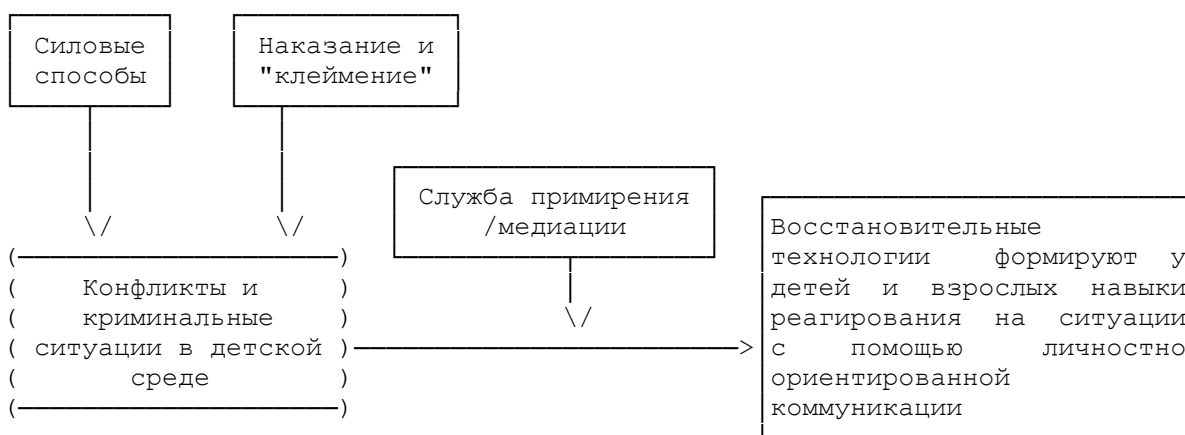 Силовые
способы
Наказание и
"клеймение"
Служба примирения
/медиации
Конфликты и
криминальные
ситуации в детской
среде
Восстановительные
технологии формируют у
детей и взрослых навыки
реагирования на ситуации
с помощью личностно
ориентированной
коммуникации